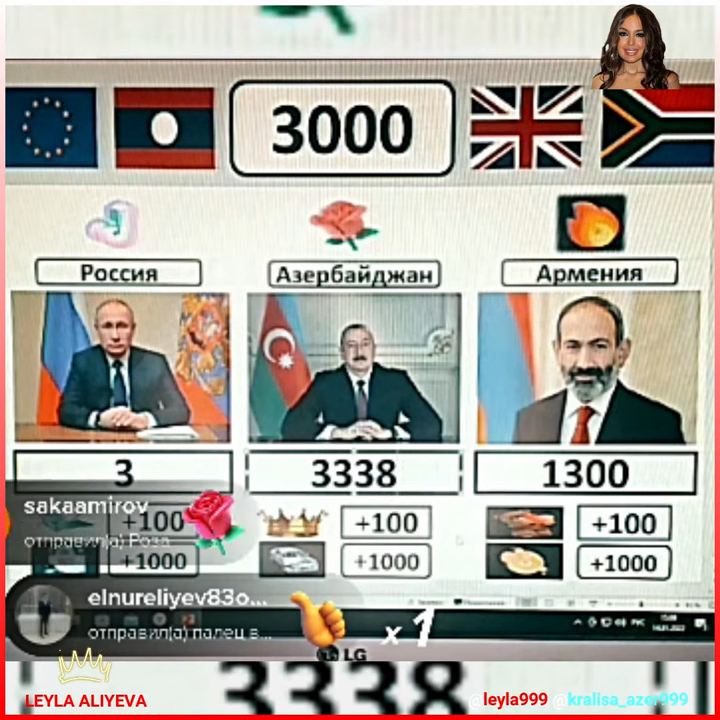 3000
Россия
Азербайджан
Армения
3
3338
1300
sakaamirov
отправил(а) Роза
+100
+100
+100
+1000
+1000
+1000
elnureliyev83o...
отправил(а) палец в...
x 1
LG
3338
LEYLA ALIYEVA
@leyla999 @kralisa_azer999